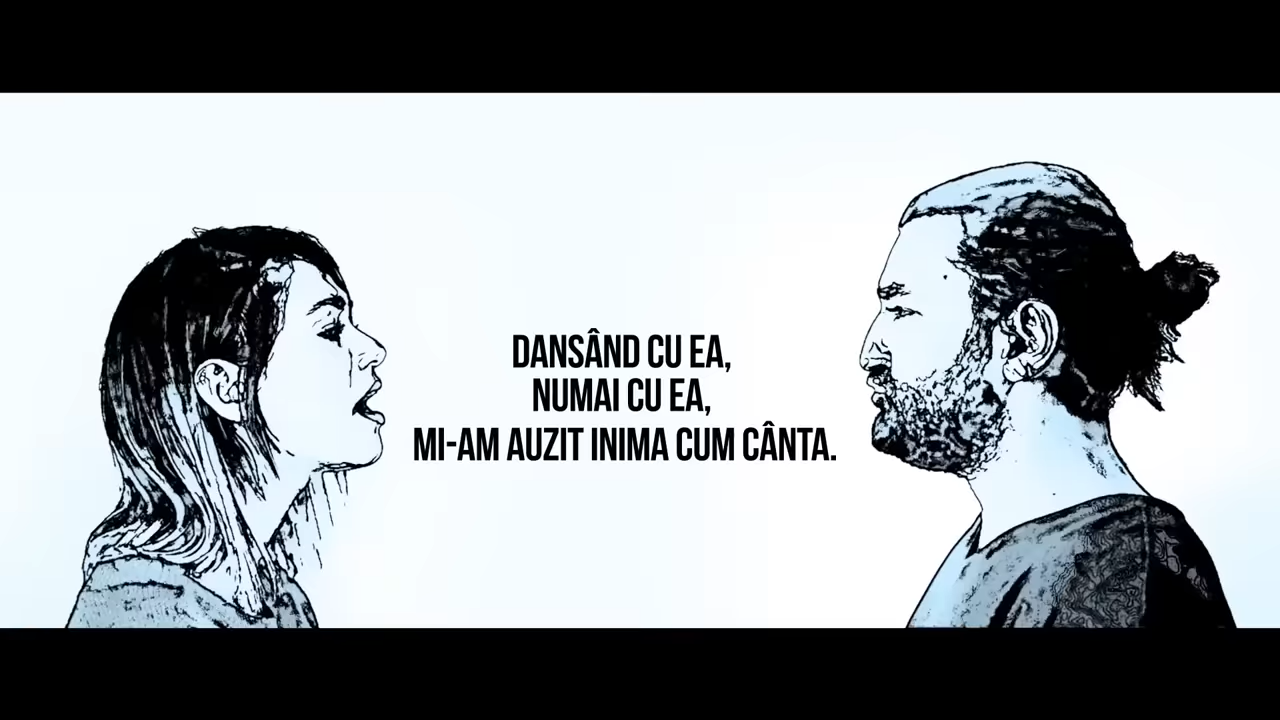 DANSÂND CU EA,
NUMAI CU EA,
MI-AM AUZIT INIMA CUM CÂNTA.